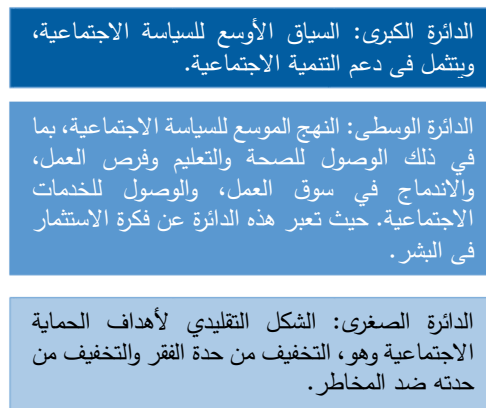 الدائرة الكبرى: السياق الأوسع للسياسة الاجتماعية،
ويتثمل فى دعم التنمية الاجتماعية.
الدائرة الوسطى: النهج الموسع للسياسة الاجتماعية، بما
في ذلك الوصول للصحة والتعليم وفرص العمل،
والاندماج في سوق العمل، والوصول للخدمات
الاجتماعية. حيث تعبر هذه الدائرة عن فكرة الاستثمار
فى البشر.
الدائرة الصغرى: الشكل التقليدي لأهداف الحماية
الاجتماعية وهو، التخفيف من حدة الفقر والتخفيف من
حدته ضد المخاطر.